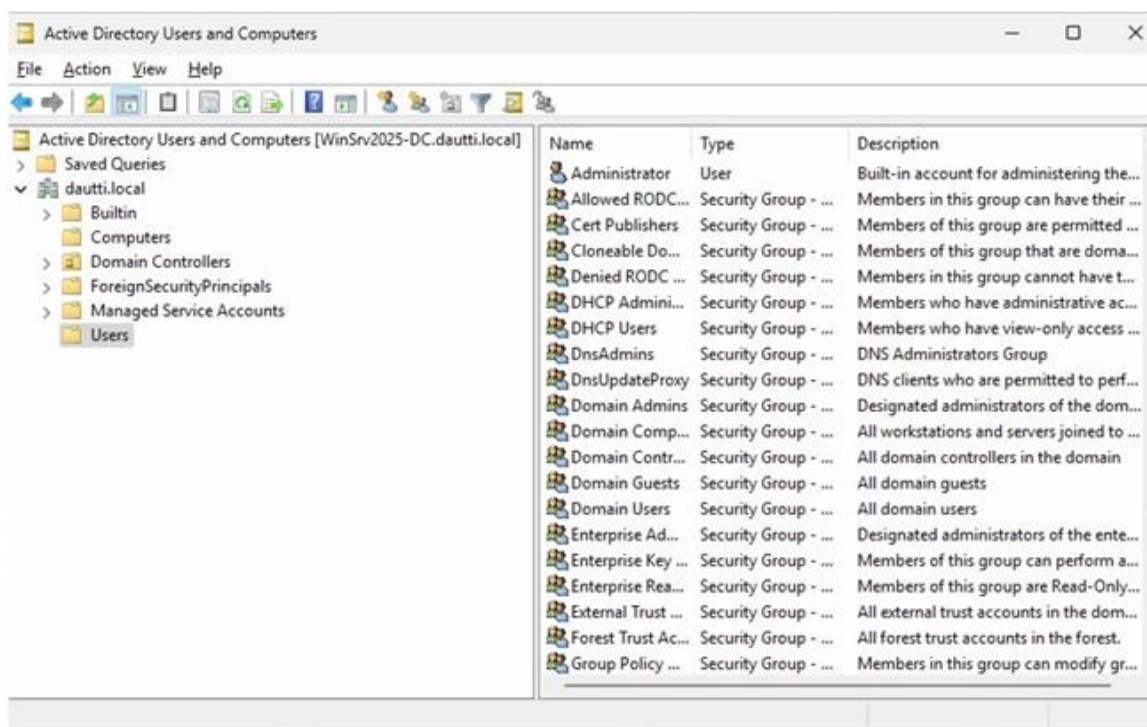 Active Directory Users and Computers
File Action View Help
Active Directory Users and Computers [WinSrv2025-DC.dautti.local]
Saved Queries
dautti.local
Builtin
Computers
Domain Controllers
ForeignSecurityPrincipals
Managed Service Accounts
Users
Name Type Description
Administrator User Built-in account for administering the...
Allowed RODC... Security Group - ... Members in this group can have their ...
Cert Publishers Security Group - ... Members of this group are permitted ...
Cloneable Do... Security Group - ... Members of this group that are doma...
Denied RODC ... Security Group - ... Members in this group cannot have t...
DHCP Admini... Security Group - ... Members who have administrative ac...
DHCP Users Security Group - ... Members who have view-only access ...
DnsAdmins Security Group - ... DNS Administrators Group
DnsUpdateProxy Security Group - ... DNS clients who are permitted to perf...
Domain Admins Security Group - ... Designated administrators of the dom...
Domain Comp... Security Group - ... All workstations and servers joined to ...
Domain Contr... Security Group - ... All domain controllers in the domain
Domain Guests Security Group - ... All domain guests
Domain Users Security Group - ... All domain users
Enterprise Ad... Security Group - ... Designated administrators of the ente...
Enterprise Key ... Security Group - ... Members of this group can perform a...
Enterprise Rea... Security Group - ... Members of this group are Read-Only...
External Trust ... Security Group - ... All external trust accounts in the dom...
Forest Trust Ac... Security Group - ... All forest trust accounts in the forest.
Group Policy ... Security Group - ... Members in this group can modify gr...